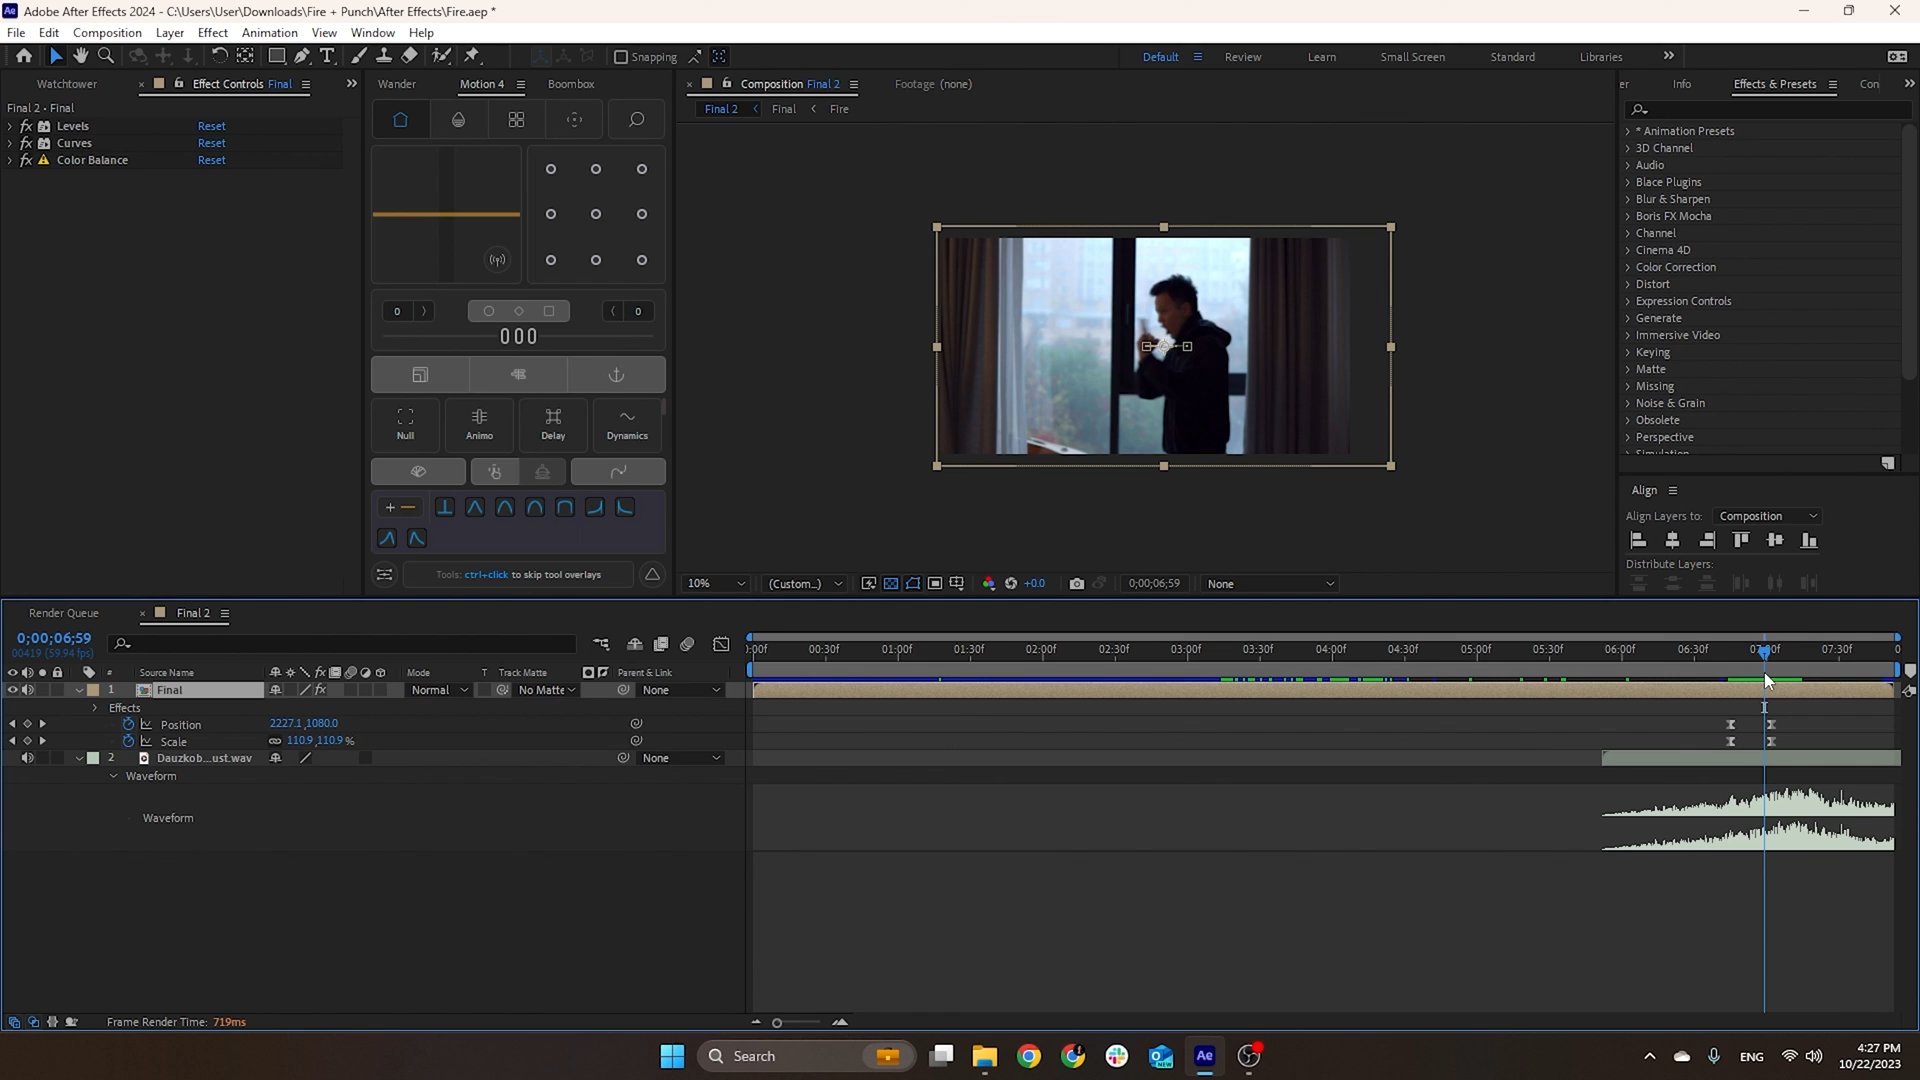 Adobe After Effects 2024 - C:\Users\User\Downloads\Fire + Punch\After Effects\Fire.aep *
File Edit Composition Layer Effect Animation View Window Help
Snapping Default Review Learn Small Screen Standard Libraries
Watchtower Effect Controls Final
Final 2 • Final
fx Levels Reset
fx Curves Reset
fx Color Balance Reset
Wander Motion 4 Boombox
0 0
000
Null Animo Delay Dynamics
Tools: ctrl+click to skip tool overlays
Composition Final 2 Footage (none)
Final 2 Final Fire
10% (Custom...) +0.0 0;00;06;59 None
er Info Effects & Presets Con
* Animation Presets
3D Channel
Audio
Blace Plugins
Blur & Sharpen
Boris FX Mocha
Channel
Cinema 4D
Color Correction
Distort
Expression Controls
Generate
Immersive Video
Keying
Matte
Missing
Noise & Grain
Obsolete
Perspective
Simulation
Align
Align Layers to: Composition
Distribute Layers:
Render Queue Final 2
0;00;06;59
00419 (59.94 fps)
# Source Name fx Mode T Track Matte Parent & Link
:00f 00:30f 01:00f 01:30f 02:00f 02:30f 03:00f 03:30f 04:00f 04:30f 05:00f 05:30f 06:00f 06:30f 07:00f 07:30f 0
1 Final fx Normal No Matte None
Effects
Position 2227.1,1080.0
Scale 110.9,110.9%
2 Dauzkob...ust.wav None
Waveform
Waveform
Frame Render Time: 719ms
Search
NEW
Ae
ENG
4:27 PM
10/22/2023